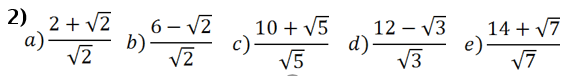 2) a) (2 + √2)/√2 b) (6 − √2)/√2 c) (10 + √5)/√5 d) (12 − √3)/√3 e) (14 + √7)/√7